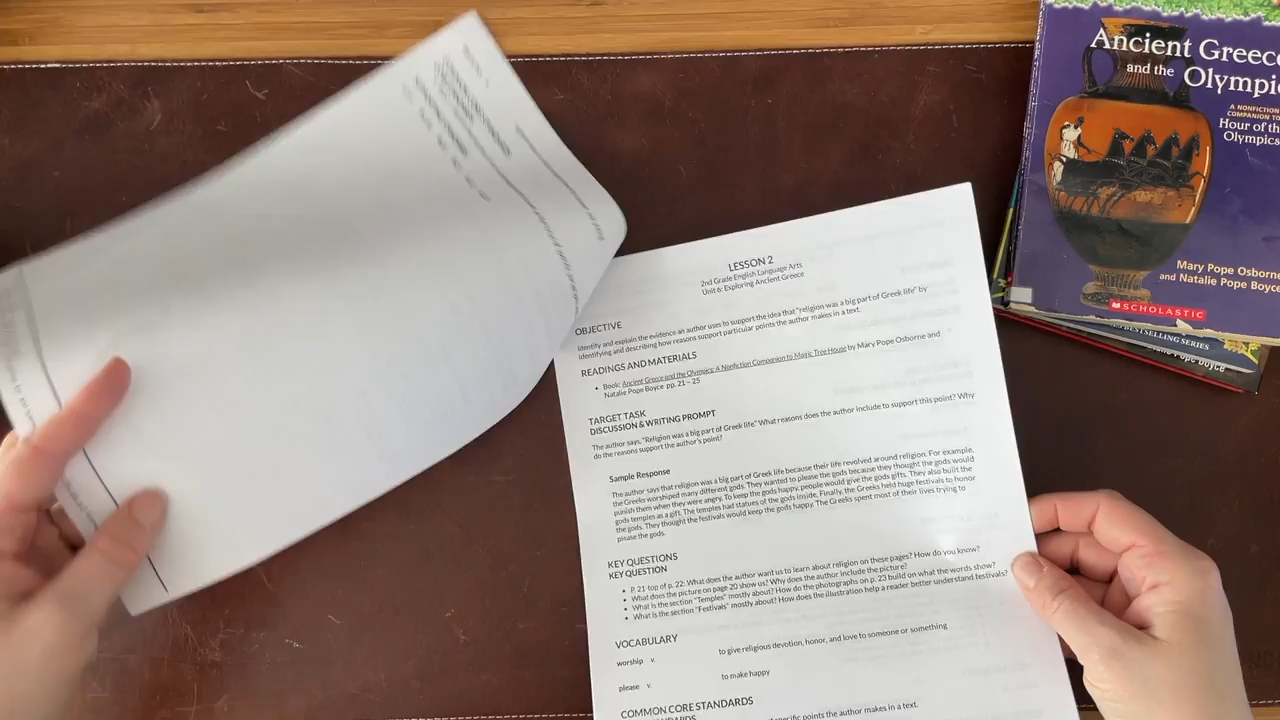 LESSON 2
2nd Grade English Language Arts
Unit 6: Exploring Ancient Greece
OBJECTIVE
Identify and explain the evidence an author uses to support the idea that "religion was a big part of Greek life" by
identifying and describing how reasons support particular points the author makes in a text.
READINGS AND MATERIALS
• Book: Ancient Greece and the Olympics: A Nonfiction Companion to Magic Tree House by Mary Pope Osborne and
Natalie Pope Boyce pp. 21 – 25
TARGET TASK
DISCUSSION & WRITING PROMPT
The author says, "Religion was a big part of Greek life." What reasons does the author include to support this point? Why
do the reasons support the author's point?
Sample Response
The author says that religion was a big part of Greek life because their life revolved around religion. For example,
the Greeks worshiped many different gods. They wanted to please the gods because they thought the gods would
punish them when they were angry. To keep the gods happy, people would give the gods gifts. They also built the
gods temples as a gift. The temples had statues of the gods inside. Finally, the Greeks held huge festivals to honor
the gods. They thought the festivals would keep the gods happy. The Greeks spent most of their lives trying to
please the gods.
KEY QUESTIONS
KEY QUESTION
• P. 21-top of p. 22: What does the author want us to learn about religion on these pages? How do you know?
• What does the picture on page 20 show us? Why does the author include the picture?
• What is the section "Temples" mostly about? How do the photographs on p. 23 build on what the words show?
• What is the section "Festivals" mostly about? How does the illustration help a reader better understand festivals?
VOCABULARY
worship v. to give religious devotion, honor, and love to someone or something
please v. to make happy
COMMON CORE STANDARDS
specific points the author makes in a text.
Ancient Greece
and the Olympi
A NONFICTION
COMPANION TO
Hour of th
Olympics
Mary Pope Osborne
and Natalie Pope Boyce
SCHOLASTIC
BESTSELLING SERIES
Pope Boyce